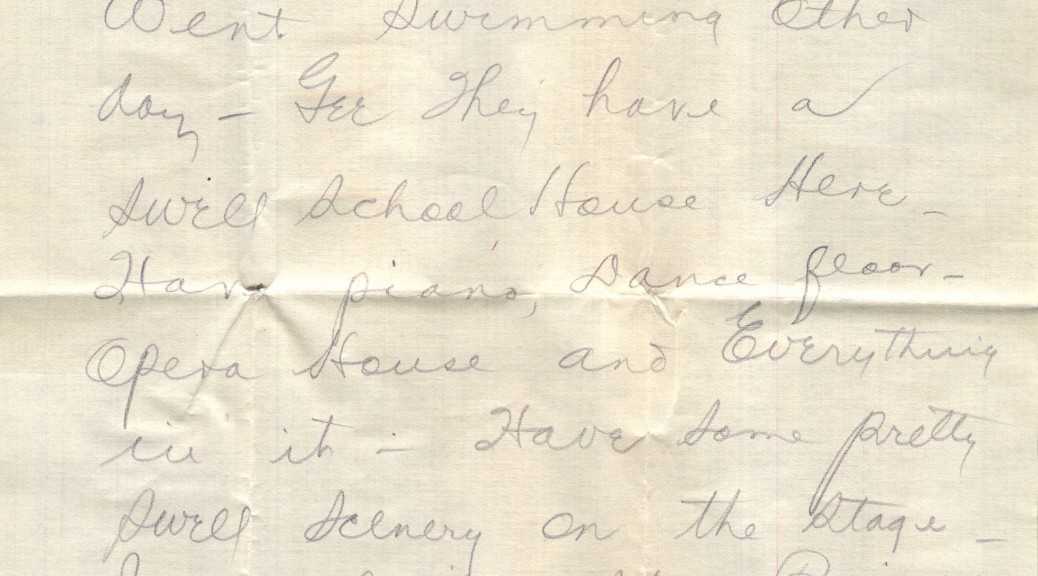 Went Swimming Other
day - Gee They have a
Swell School House Here -
Have piano, Dance floor -
Opera House and Everything
in it - Have Some pretty
Swell Scenery on the Stage -